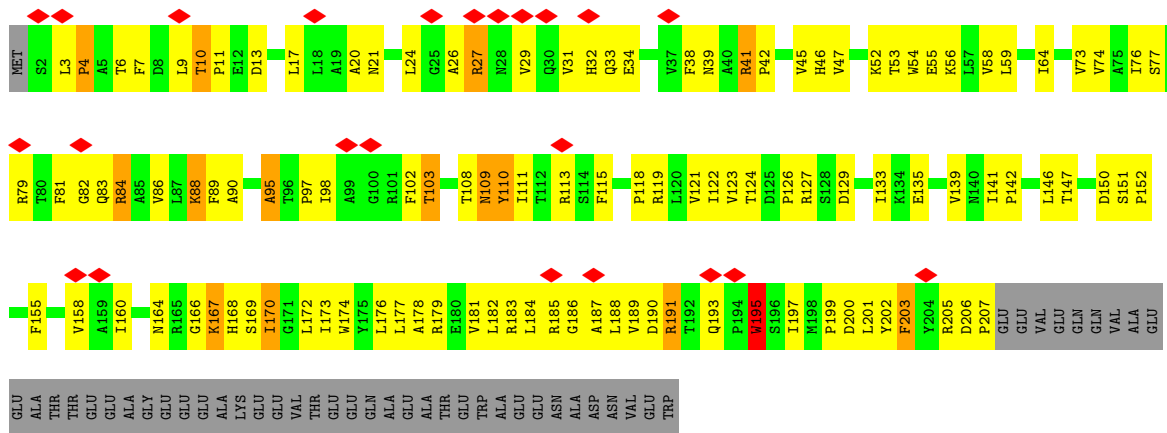 MET S2 L3 P4 A5 T6 F7 D8 L9 T10 P11 E12 D13 L17 L18 A19 A20 N21 L24 G25 A26 R27 N28 V29 Q30 V31 H32 Q33 E34 V37 F38 N39 A40 R41 P42 V45 H46 V47 K52 T53 W54 E55 K56 L57 V58 L59 I64 V73 V74 A75 I76 S77
R79 T80 F81 G82 Q83 R84 A85 V86 L87 K88 F89 A90 A95 T96 P97 I98 A99 G100 R101 F102 T103 T108 N109 Y110 I111 T112 R113 S114 F115 P118 R119 L120 V121 I122 V123 T124 D125 P126 R127 S128 D129 I133 K134 E135 V139 N140 I141 P142 L146 T147 D150 S151 P152
F155 V158 A159 I160 N164 R165 G166 K167 H168 S169 I170 G171 L172 I173 W174 Y175 L176 L177 A178 R179 E180 V181 L182 R183 L184 R185 G186 A187 L188 V189 D190 R191 T192 Q193 P194 W195 S196 I197 M198 P199 D200 L201 Y202 F203 Y204 R205 D206 P207 GLU GLU VAL GLU GLN GLN VAL ALA GLU
GLU ALA THR THR GLU GLU ALA GLY GLU GLU GLU ALA LYS GLU GLU VAL THR GLU GLU GLN ALA GLU ALA THR GLU TRP ALA GLU GLU ASN ALA ASP ASN VAL GLU TRP